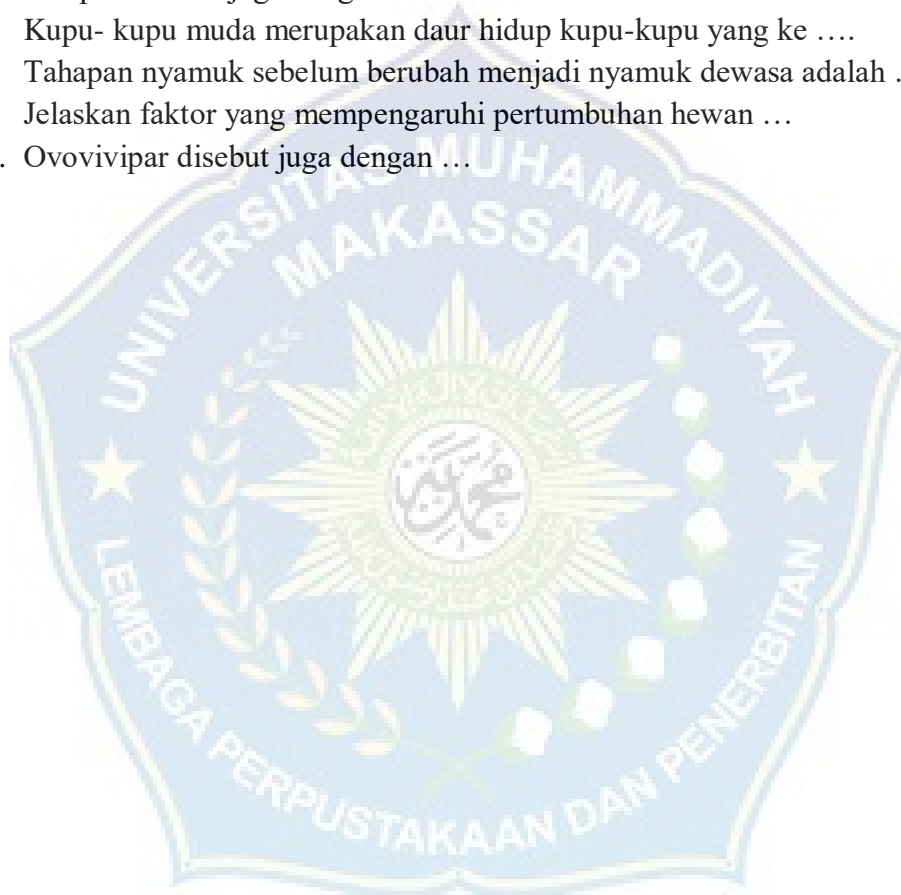 Kupu- kupu muda merupakan daur hidup kupu-kupu yang ke ….
Tahapan nyamuk sebelum berubah menjadi nyamuk dewasa adalah .
Jelaskan faktor yang mempengaruhi pertumbuhan hewan …
. Ovovivipar disebut juga dengan …
UNIVERSITAS MUHAMMADIYAH
MAKASSAR
LEMBAGA PERPUSTAKAAN DAN PENERBITAN